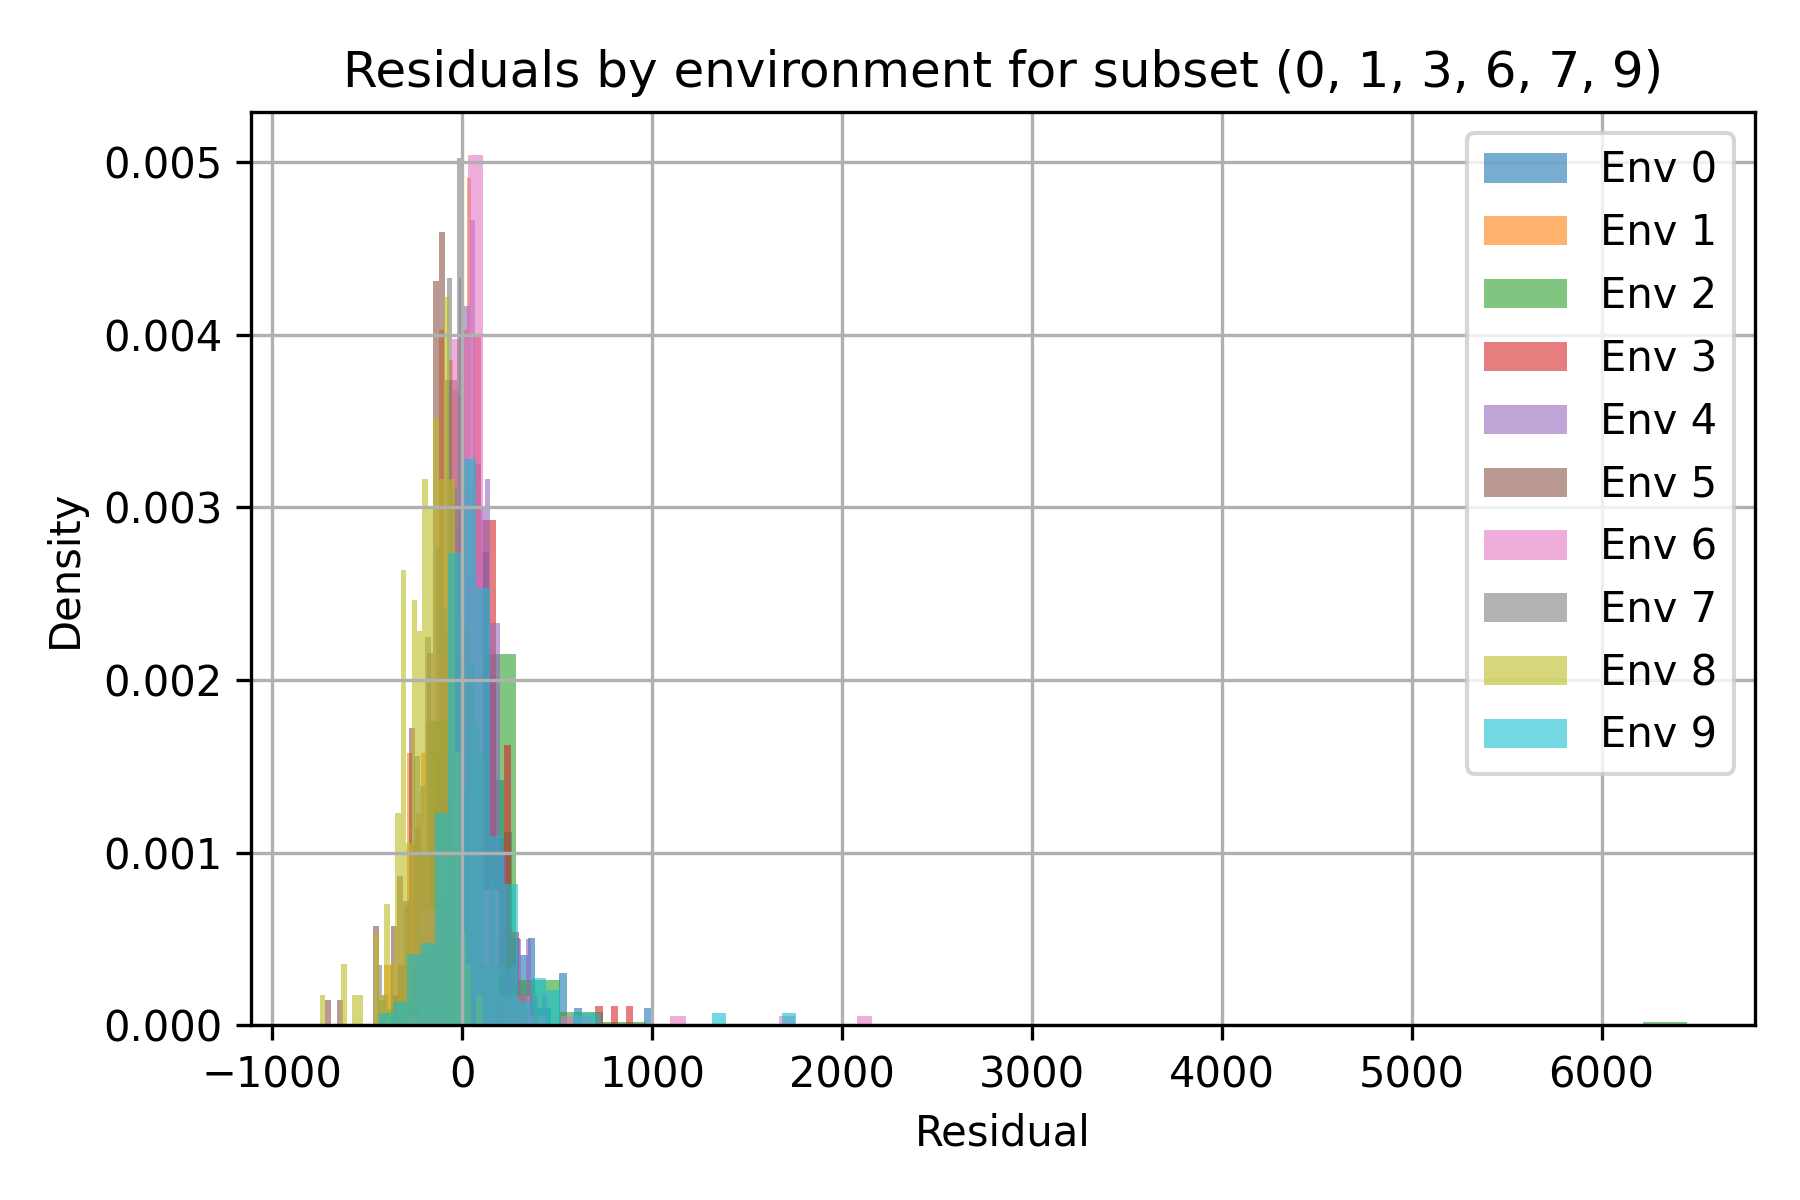 Residuals by environment for subset (0, 1, 3, 6, 7, 9)
0.005
0.004
0.003
0.002
0.001
0.000
Density
−1000
0
1000
2000
3000
4000
5000
6000
Residual
Env 0
Env 1
Env 2
Env 3
Env 4
Env 5
Env 6
Env 7
Env 8
Env 9